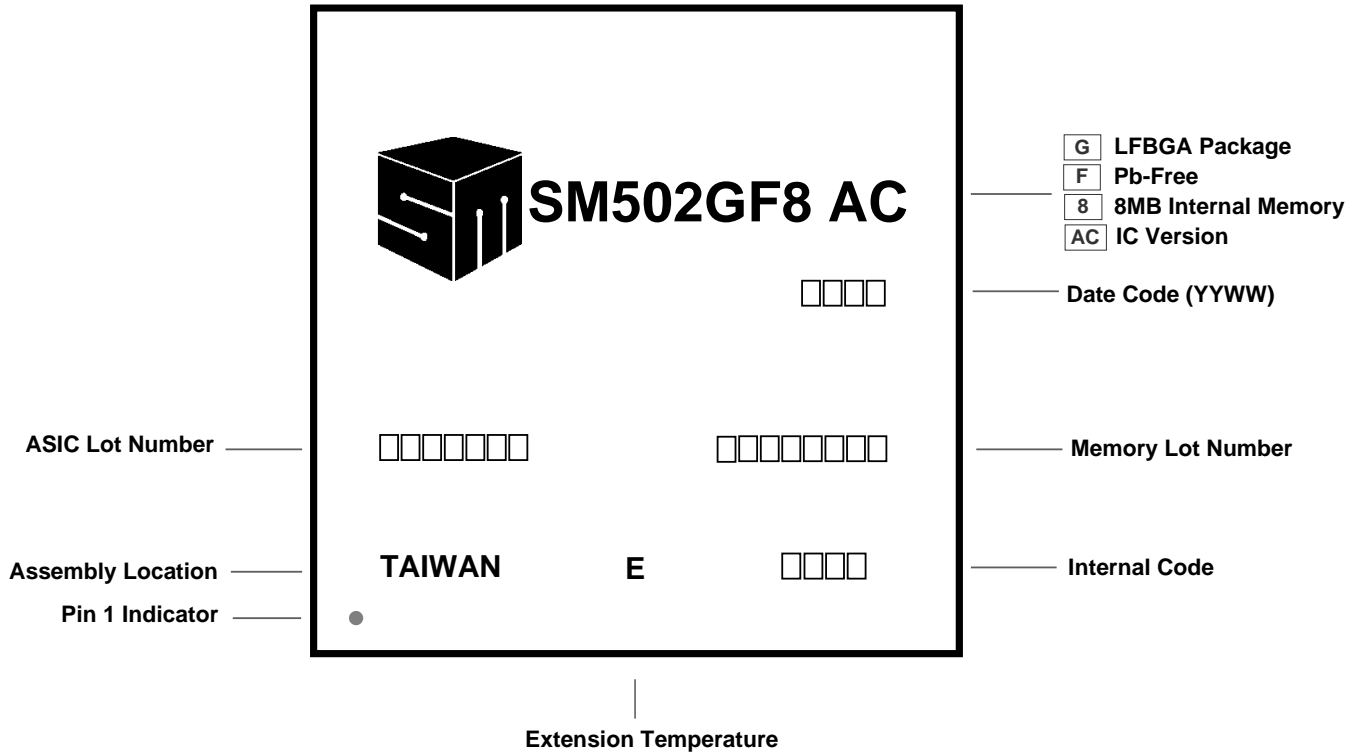 G LFBGA Package
F Pb-Free
8 8MB Internal Memory
AC IC Version
SM502GF8 AC
Date Code (YYWW)
ASIC Lot Number
Memory Lot Number
Assembly Location
TAIWAN
E
Internal Code
Pin 1 Indicator
Extension Temperature